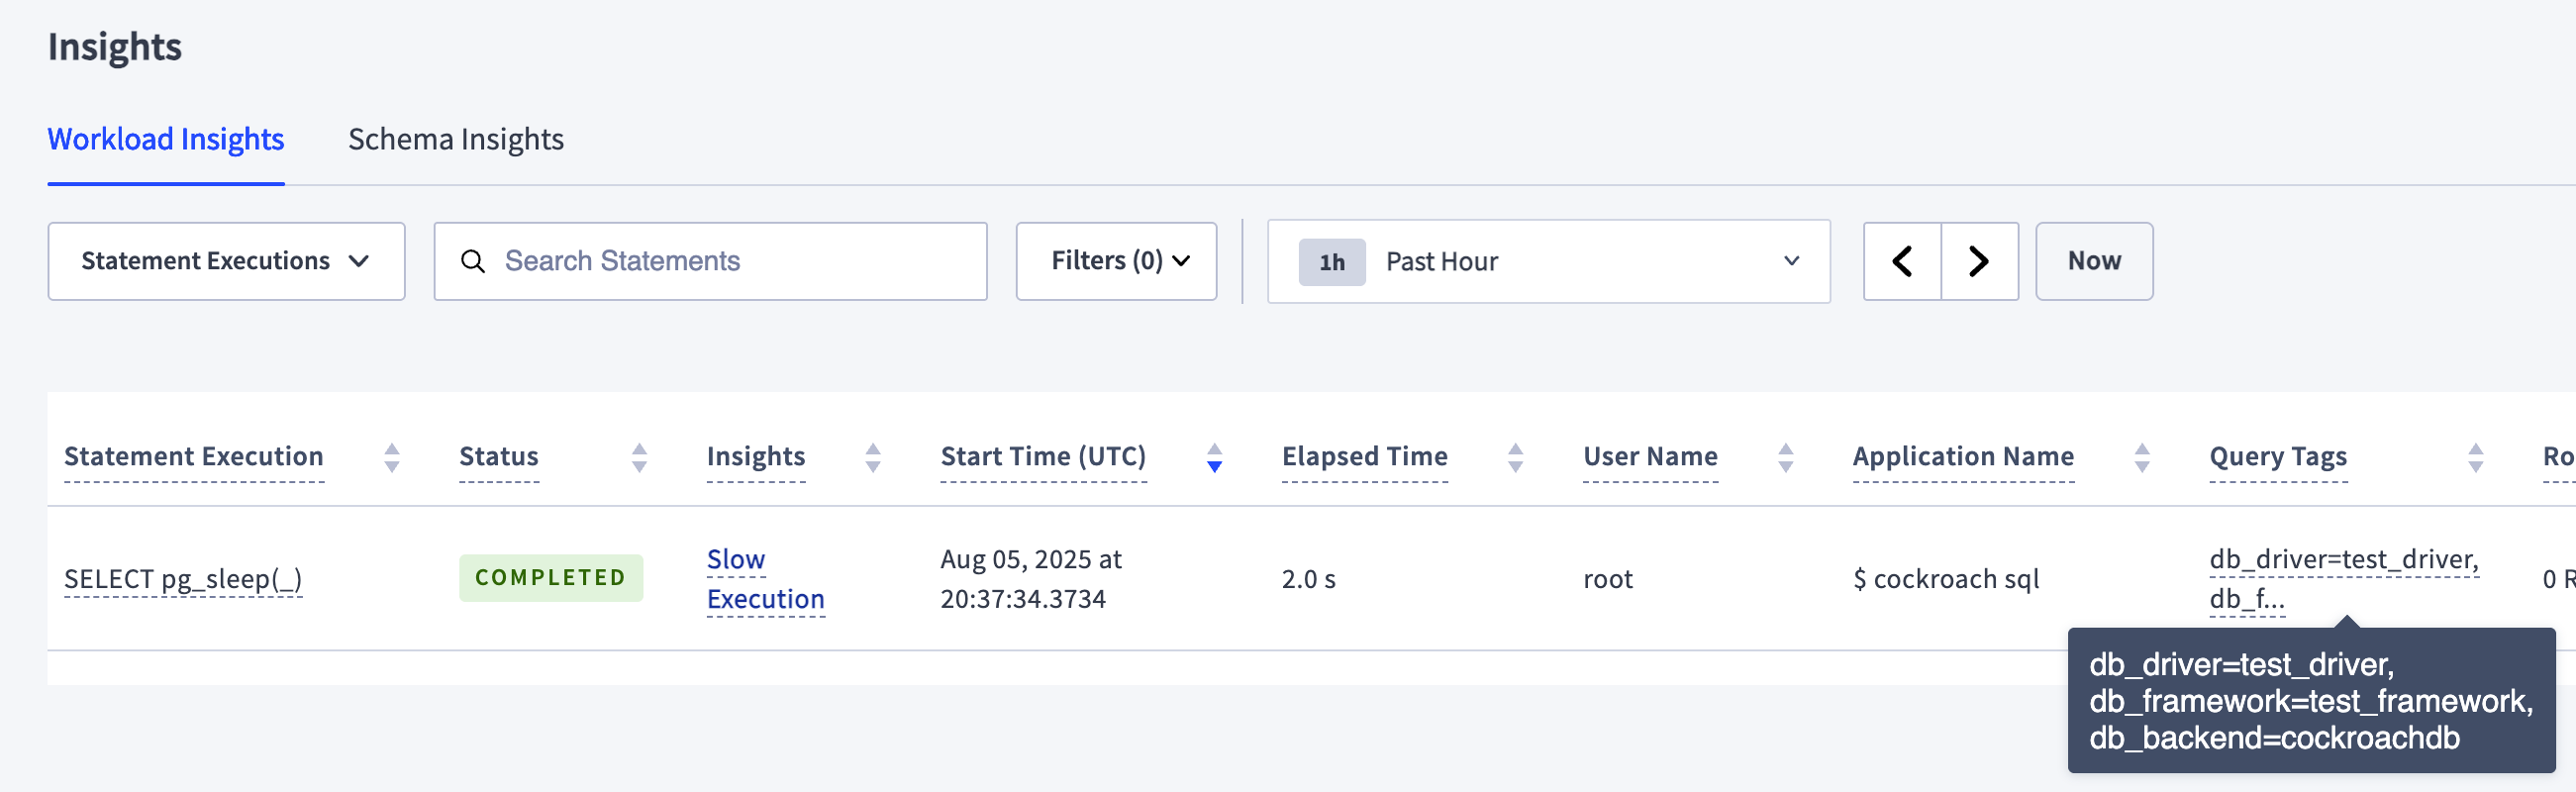 Insights
Workload Insights Schema Insights
Statement Executions Search Statements Filters (0) 1h Past Hour Now
Statement Execution Status Insights Start Time (UTC) Elapsed Time User Name Application Name Query Tags Ro
SELECT pg_sleep(_) COMPLETED Slow Execution Aug 05, 2025 at 20:37:34.3734 2.0 s root $ cockroach sql db_driver=test_driver, db_f... 0 R
db_driver=test_driver,
db_framework=test_framework,
db_backend=cockroachdb